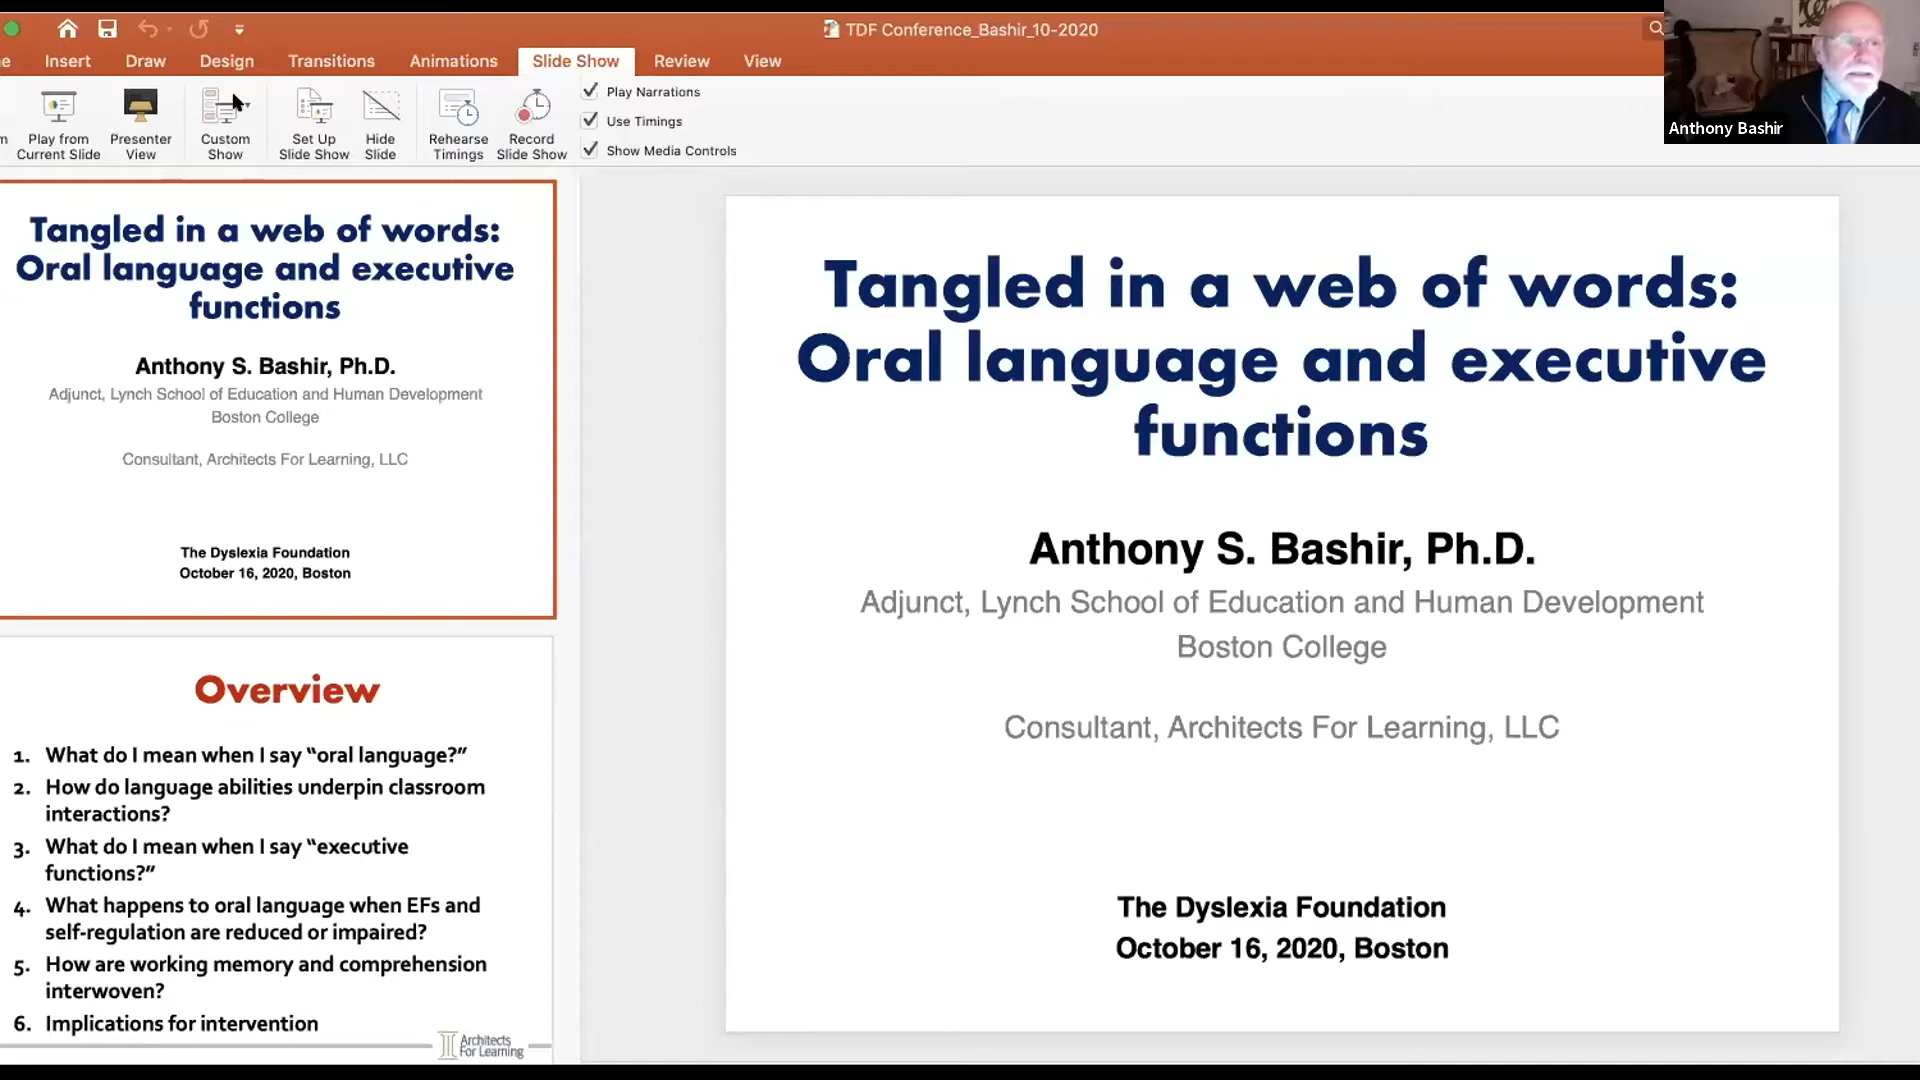 TDF Conference_Bashir_10-2020
e Insert Draw Design Transitions Animations Slide Show Review View
m Play from Current Slide
Presenter View
Custom Show
Set Up Slide Show
Hide Slide
Rehearse Timings
Record Slide Show
Play Narrations
Use Timings
Show Media Controls
Anthony Bashir
Tangled in a web of words:
Oral language and executive
functions
Anthony S. Bashir, Ph.D.
Adjunct, Lynch School of Education and Human Development
Boston College
Consultant, Architects For Learning, LLC
The Dyslexia Foundation
October 16, 2020, Boston
Overview
1. What do I mean when I say “oral language?”
2. How do language abilities underpin classroom
interactions?
3. What do I mean when I say “executive
functions?”
4. What happens to oral language when EFs and
self-regulation are reduced or impaired?
5. How are working memory and comprehension
interwoven?
6. Implications for intervention
Architects
For Learning
Tangled in a web of words:
Oral language and executive
functions
Anthony S. Bashir, Ph.D.
Adjunct, Lynch School of Education and Human Development
Boston College
Consultant, Architects For Learning, LLC
The Dyslexia Foundation
October 16, 2020, Boston